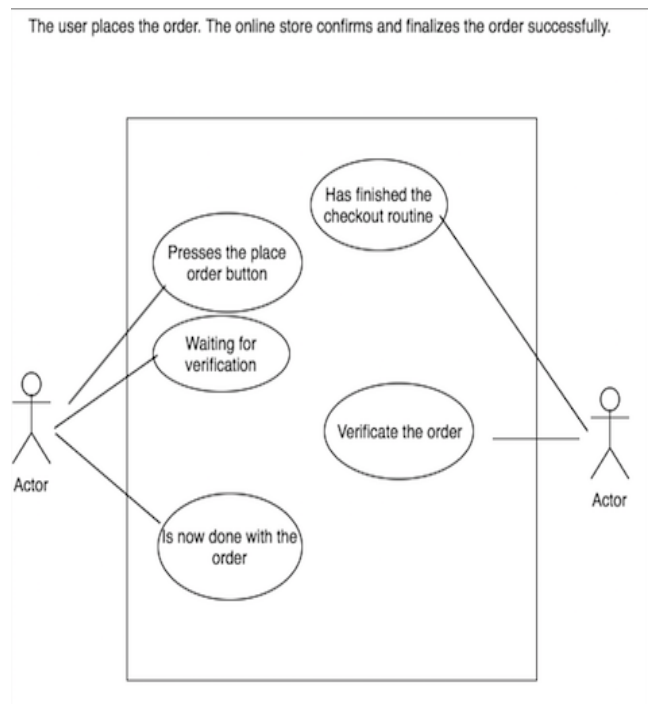 The user places the order. The online store confirms and finalizes the order successfully.
Has finished the
checkout routine
Presses the place
order button
Waiting for
verification
Verificate the order
Actor
Actor
Is now done with the
order